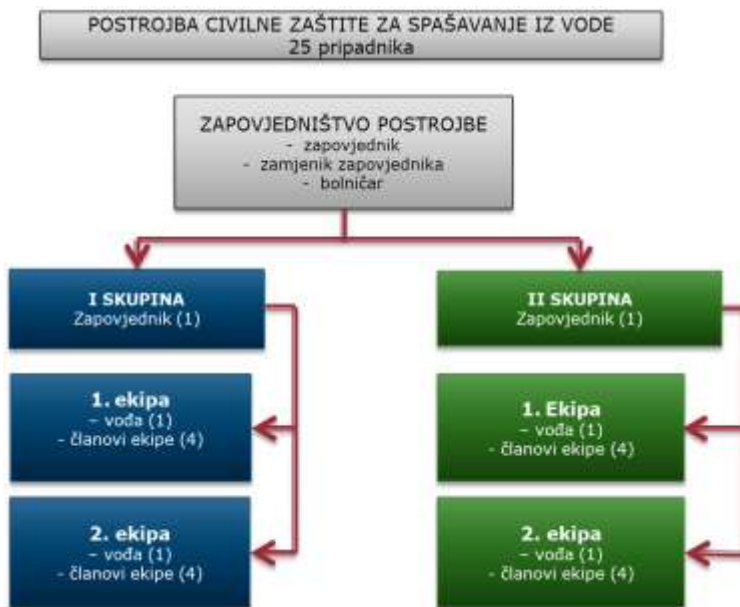 POSTROJBA CIVILNE ZAŠTITE ZA SPAŠAVANJE IZ VODE
25 pripadnika
ZAPOVJEDNIŠTVO POSTROJBE
- zapovjednik
- zamjenik zapovjednika
- bolničar
I SKUPINA
Zapovjednik (1)
1. ekipa
– vođa (1)
- članovi ekipe (4)
2. ekipa
– vođa (1)
- članovi ekipe (4)
II SKUPINA
Zapovjednik (1)
1. Ekipa
– vođa (1)
- članovi ekipe (4)
2. ekipa
– vođa (1)
- članovi ekipe (4)